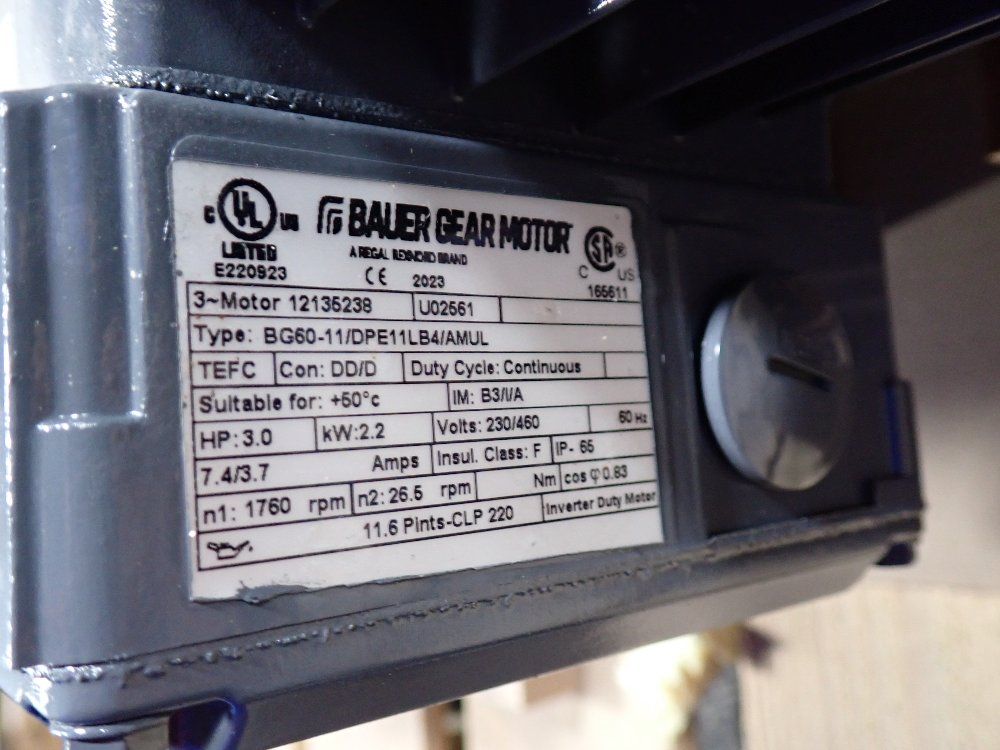 C UL US
LISTED
E220923
BAUER GEAR MOTOR
A REGAL REXNORD BRAND
CE 2023
CSA ®
C US
165611
3~Motor 12135238 U02561
Type: BG60-11/DPE11LB4/AMUL
TEFC Con: DD/D Duty Cycle: Continuous
Suitable for: +50°c IM: B3/I/A
HP: 3.0 kW:2.2 Volts: 230/460 60 Hz
7.4/3.7 Amps Insul. Class: F IP- 65
n1: 1760 rpm n2: 26.5 rpm Nm cos φ 0.83
11.6 Pints-CLP 220 Inverter Duty Motor